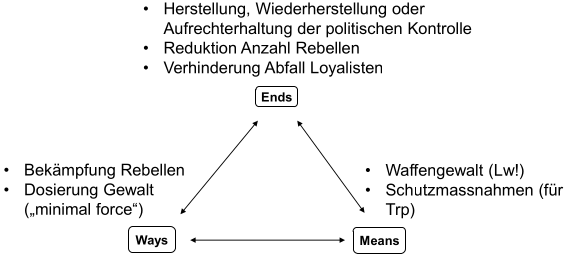 • Herstellung, Wiederherstellung oder
Aufrechterhaltung der politischen Kontrolle
• Reduktion Anzahl Rebellen
• Verhinderung Abfall Loyalisten
Ends
• Bekämpfung Rebellen
• Dosierung Gewalt
(„minimal force“)
• Waffengewalt (Lw!)
• Schutzmassnahmen (für
Trp)
Ways
Means